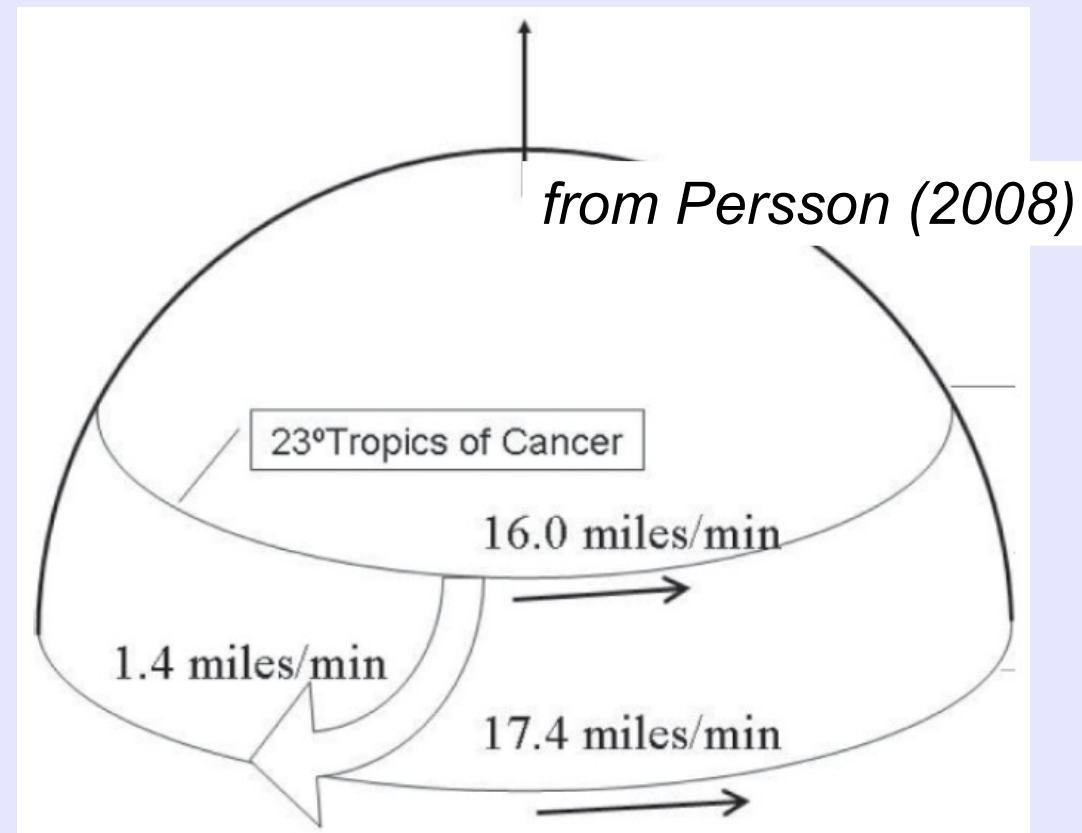 from Persson (2008)
23ºTropics of Cancer
16.0 miles/min
1.4 miles/min
17.4 miles/min